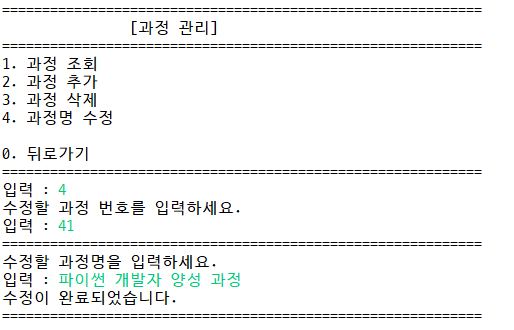 ============================================================
[과정 관리]
============================================================
1. 과정 조회
2. 과정 추가
3. 과정 삭제
4. 과정명 수정
0. 뒤로가기
============================================================
입력 : 4
수정할 과정 번호를 입력하세요.
입력 : 41
============================================================
수정할 과정명을 입력하세요.
입력 : 파이썬 개발자 양성 과정
수정이 완료되었습니다.
============================================================